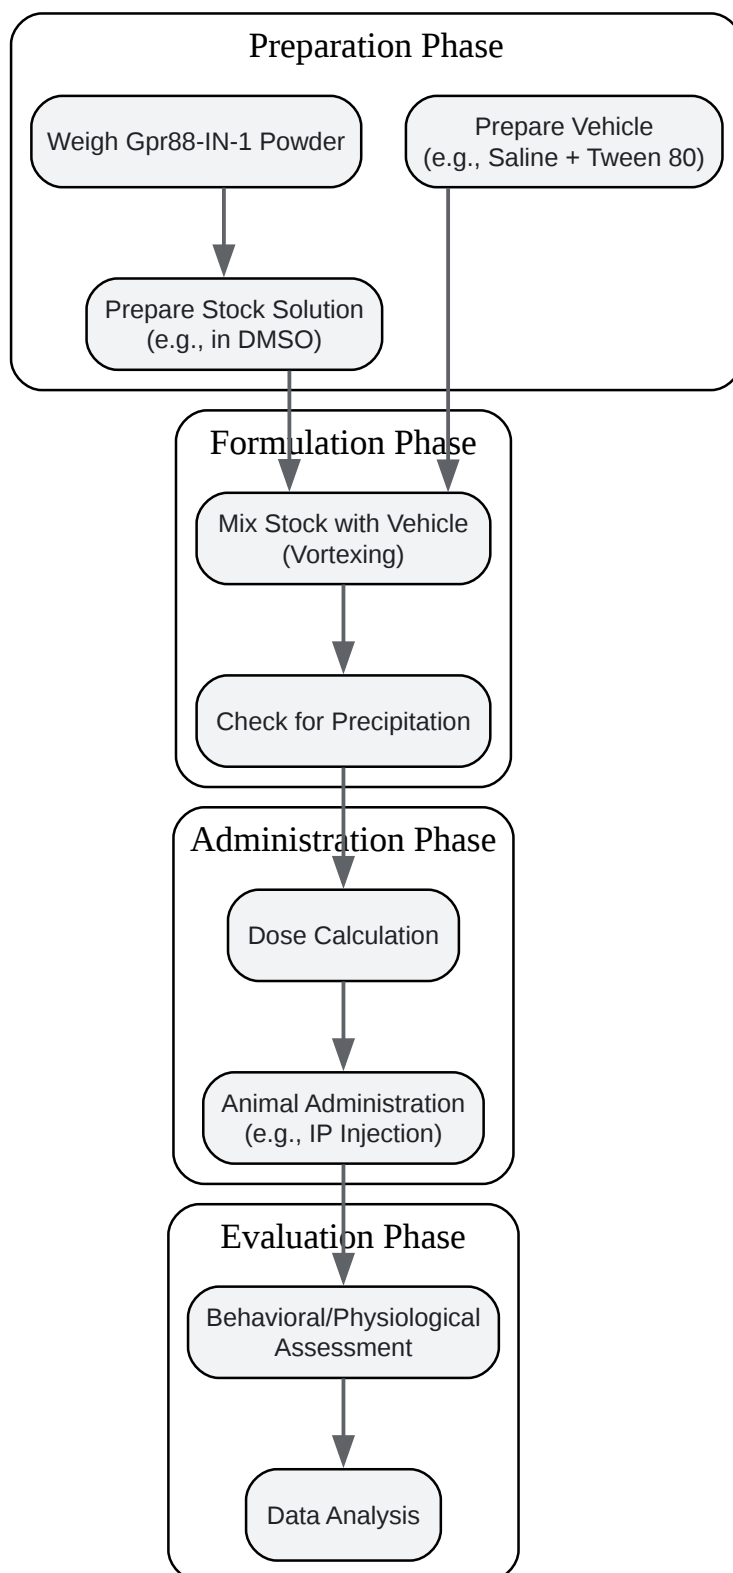 Preparation Phase
Weigh Gpr88-IN-1 Powder
Prepare Vehicle
(e.g., Saline + Tween 80)
Prepare Stock Solution
(e.g., in DMSO)
Formulation Phase
Mix Stock with Vehicle
(Vortexing)
Check for Precipitation
Administration Phase
Dose Calculation
Animal Administration
(e.g., IP Injection)
Evaluation Phase
Behavioral/Physiological
Assessment
Data Analysis